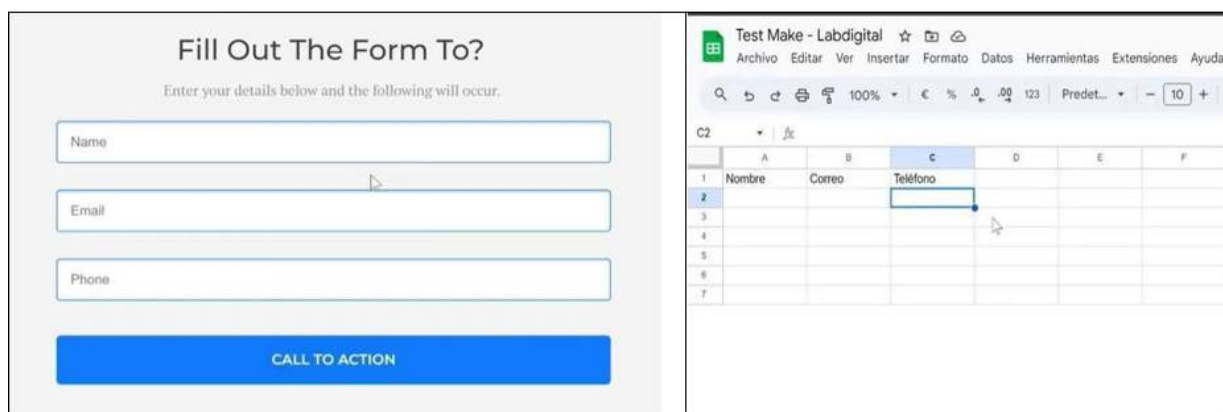 Fill Out The Form To?
Enter your details below and the following will occur.
Name
Email
Phone
CALL TO ACTION
Test Make - Labdigital
Archivo Editar Ver Insertar Formato Datos Herramientas Extensiones Ayuda
100% € % .0 .00 123 Predet... - 10 +
C2 fx
A B C D E F
1 Nombre Correo Teléfono
2
3
4
5
6
7